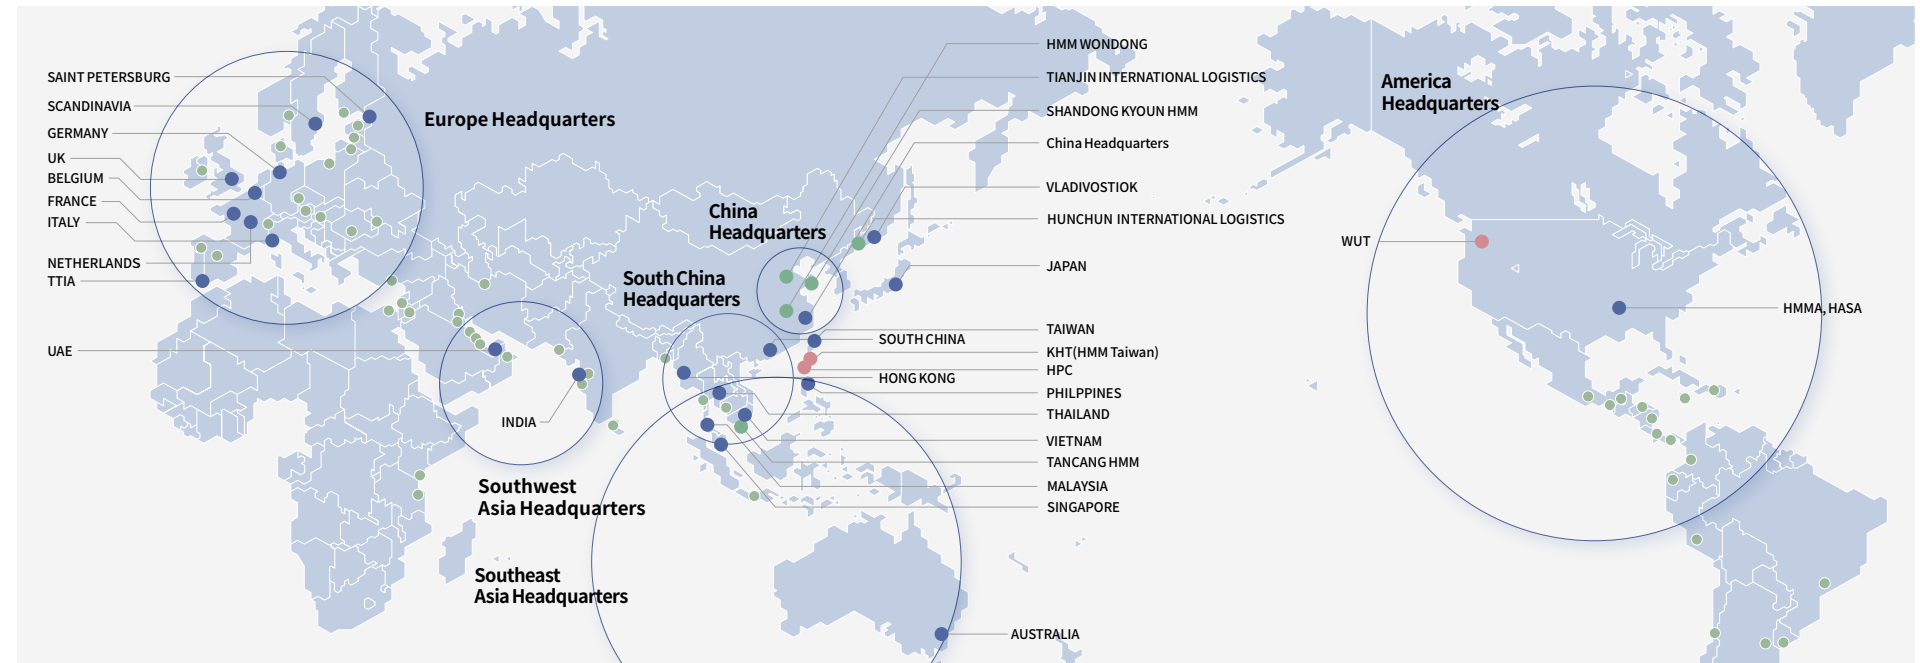 SAINT PETERSBURG
SCANDINAVIA
GERMANY
UK
BELGIUM
FRANCE
ITALY
NETHERLANDS
TTIA
UAE
Europe Headquarters
INDIA
Southwest
Asia Headquarters
Southeast
Asia Headquarters
China
Headquarters
South China
Headquarters
SOUTH CHINA
HONG KONG
HMM WONDONG
TIANJIN INTERNATIONAL LOGISTICS
SHANDONG KYOUN HMM
China Headquarters
VLADIVOSTIOK
HUNCHUN INTERNATIONAL LOGISTICS
JAPAN
TAIWAN
KHT(HMM Taiwan)
HPC
PHILPPINES
THAILAND
VIETNAM
TANCANG HMM
MALAYSIA
SINGAPORE
AUSTRALIA
America
Headquarters
WUT
HMMA, HASA